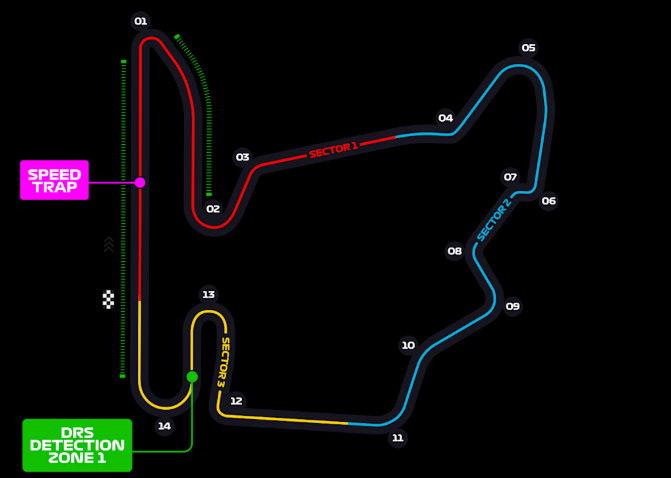 01
05
04
SECTOR 1
03
SPEED
TRAP
07
06
02
SECTOR 2
08
13
09
10
SECTOR 3
12
14
11
DRS
DETECTION
ZONE 1